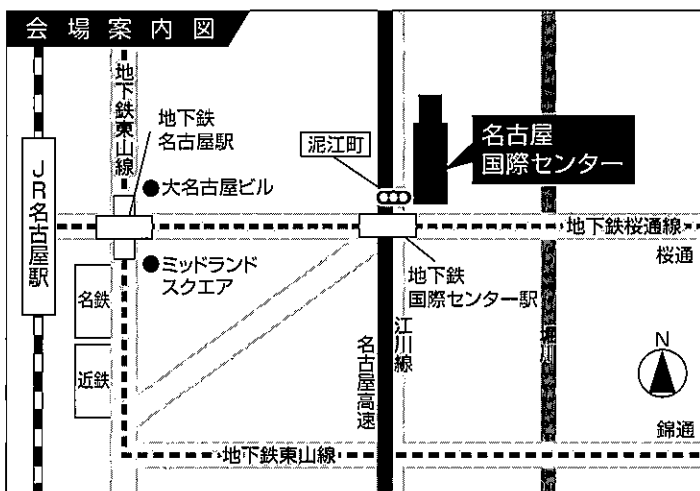 会場案内図
地下鉄東山線
地下鉄
名古屋駅
泥江町
名古屋
国際センター
JR名古屋駅
大名古屋ビル
地下鉄桜通線
桜通
ミッドランド
スクエア
地下鉄
国際センター駅
名鉄
近鉄
名古屋高速
江川線
堀川
N
錦通
地下鉄東山線